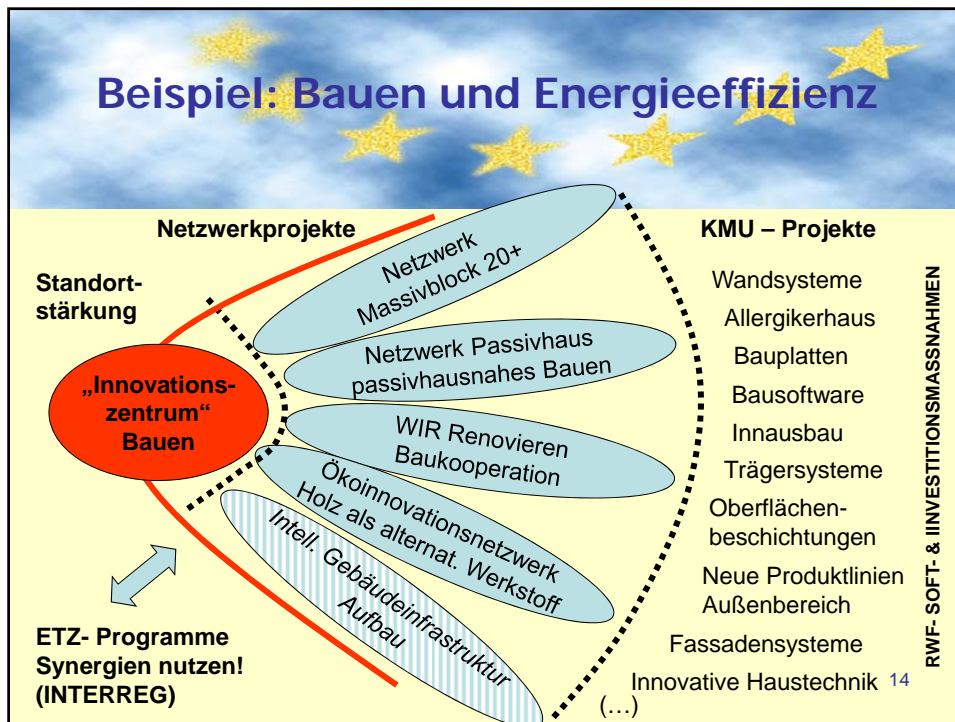 Beispiel: Bauen und Energieeffizienz
Netzwerkprojekte
Standort-
stärkung
„Innovations-
zentrum“
Bauen
ETZ- Programme
Synergien nutzen!
(INTERREG)
Netzwerk
Massivblock 20+
Netzwerk Passivhaus
passivhausnahes Bauen
WIR Renovieren
Baukooperation
Ökoinnovationsnetzwerk
Holz als alternat. Werkstoff
Intell. Gebäudeinfrastruktur
Aufbau
KMU – Projekte
Wandsysteme
Allergikerhaus
Bauplatten
Bausoftware
Innausbau
Trägersysteme
Oberflächen-
beschichtungen
Neue Produktlinien
Außenbereich
Fassadensysteme
Innovative Haustechnik
(…)
RWF- SOFT- & IINVESTITIONSMASSNAHMEN
14